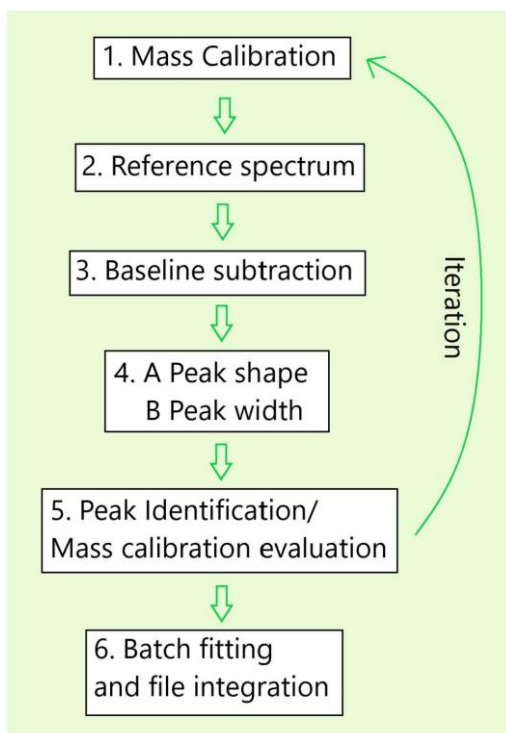 1. Mass Calibration
2. Reference spectrum
3. Baseline subtraction
4. A Peak shape
B Peak width
5. Peak Identification/
Mass calibration evaluation
6. Batch fitting
and file integration
Iteration